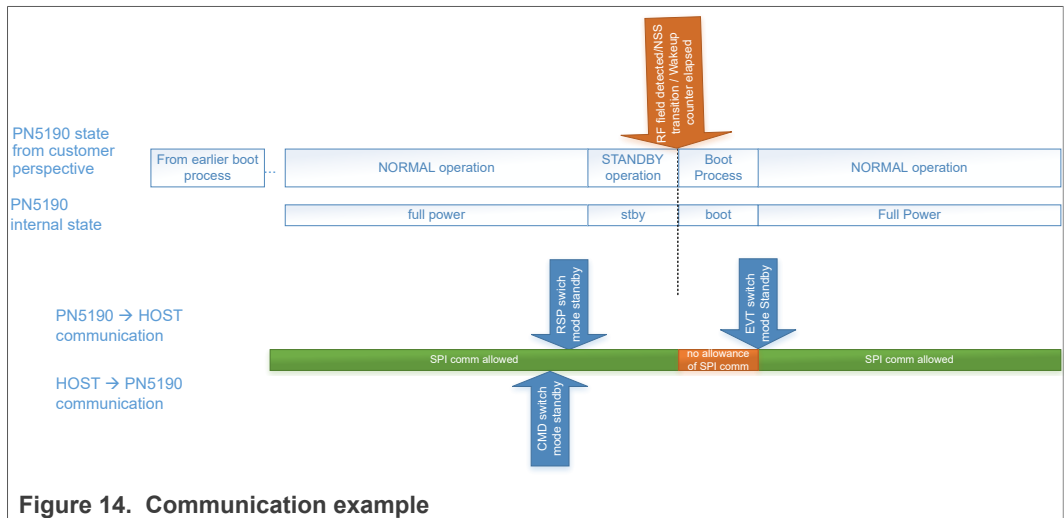 RF field detected/NSS
transition / Wakeup
counter elapsed
PN5190 state
from customer
perspective
From earlier boot
process
...
NORMAL operation
STANDBY
operation
Boot
Process
NORMAL operation
PN5190
internal state
full power
stby
boot
Full Power
PN5190 → HOST
communication
RSP swich
mode standby
EVT switch
mode Standby
SPI comm allowed
no allowance
of SPI comm
SPI comm allowed
HOST → PN5190
communication
CMD switch
mode standby
Figure 14. Communication example